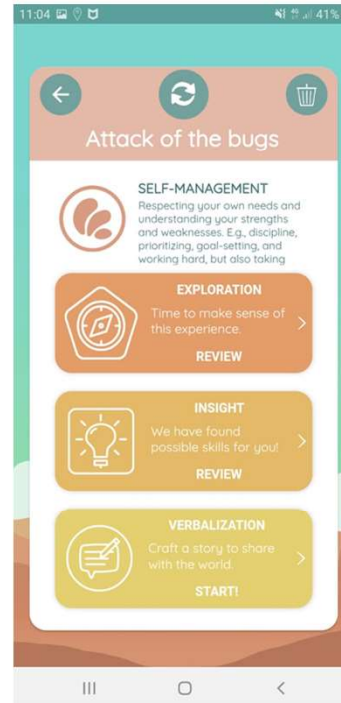 11:04 41%
Attack of the bugs
SELF-MANAGEMENT
Respecting your own needs and
understanding your strengths
and weaknesses. E.g., discipline,
prioritizing, goal-setting, and
working hard, but also taking
EXPLORATION
Time to make sense of
this experience.
REVIEW
INSIGHT
We have found
possible skills for you!
REVIEW
VERBALIZATION
Craft a story to share
with the world.
START!